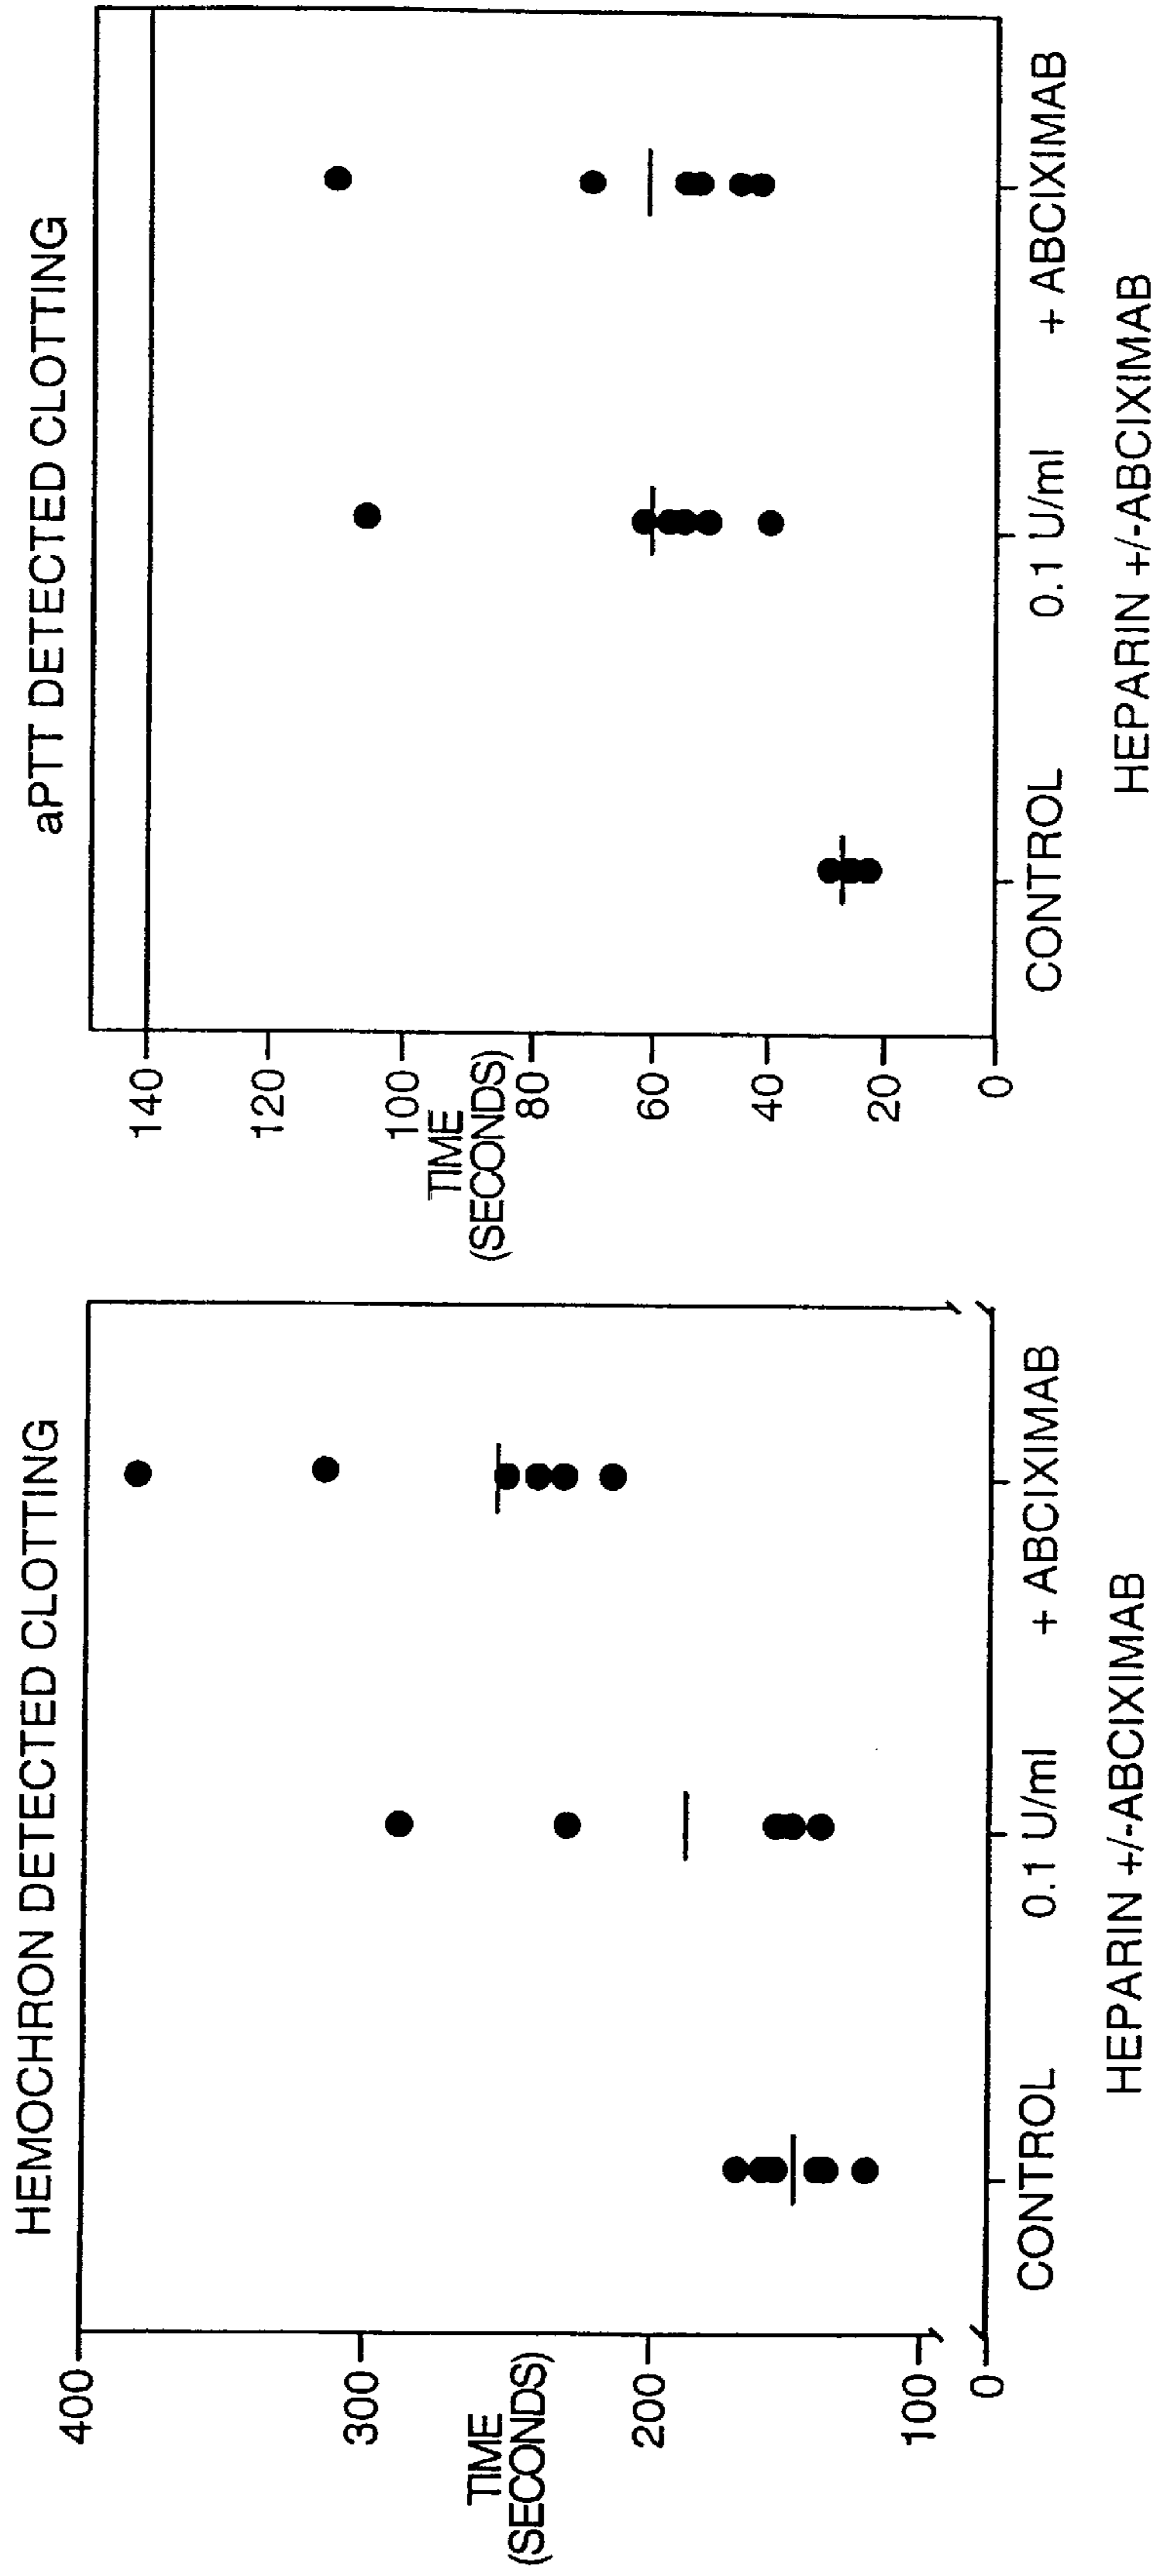 HEMOCHRON DETECTED CLOTTING
400
300
200
100
0
TIME
(SECONDS)
CONTROL
0.1 U/ml
+ ABCIXIMAB
HEPARIN +/-ABCIXIMAB
aPTT DETECTED CLOTTING
140
120
100
80
60
40
20
0
TIME
(SECONDS)
CONTROL
0.1 U/ml
+ ABCIXIMAB
HEPARIN +/-ABCIXIMAB